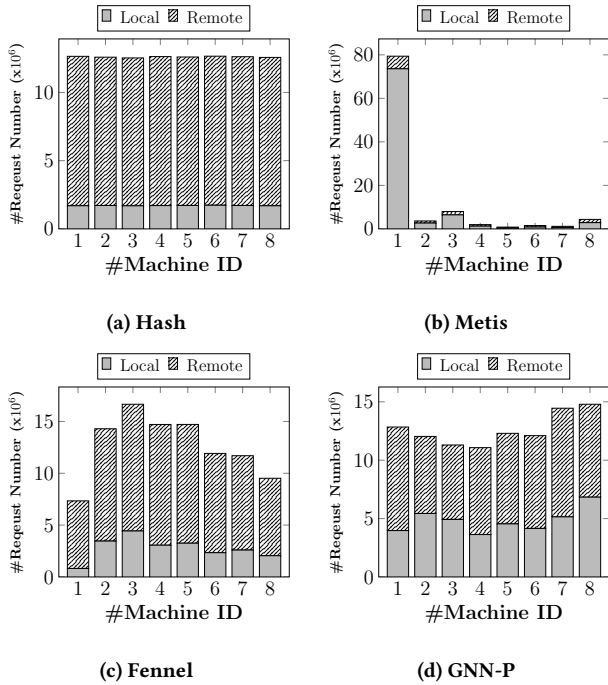 Local Remote
#Reqeust Number (x10⁶)
10
5
0
1 2 3 4 5 6 7 8
#Machine ID
(a) Hash
Local Remote
#Reqeust Number (x10⁶)
80
60
40
20
0
1 2 3 4 5 6 7 8
#Machine ID
(b) Metis
Local Remote
#Reqeust Number (x10⁶)
15
10
5
0
1 2 3 4 5 6 7 8
#Machine ID
(c) Fennel
Local Remote
#Reqeust Number (x10⁶)
15
10
5
0
1 2 3 4 5 6 7 8
#Machine ID
(d) GNN-P